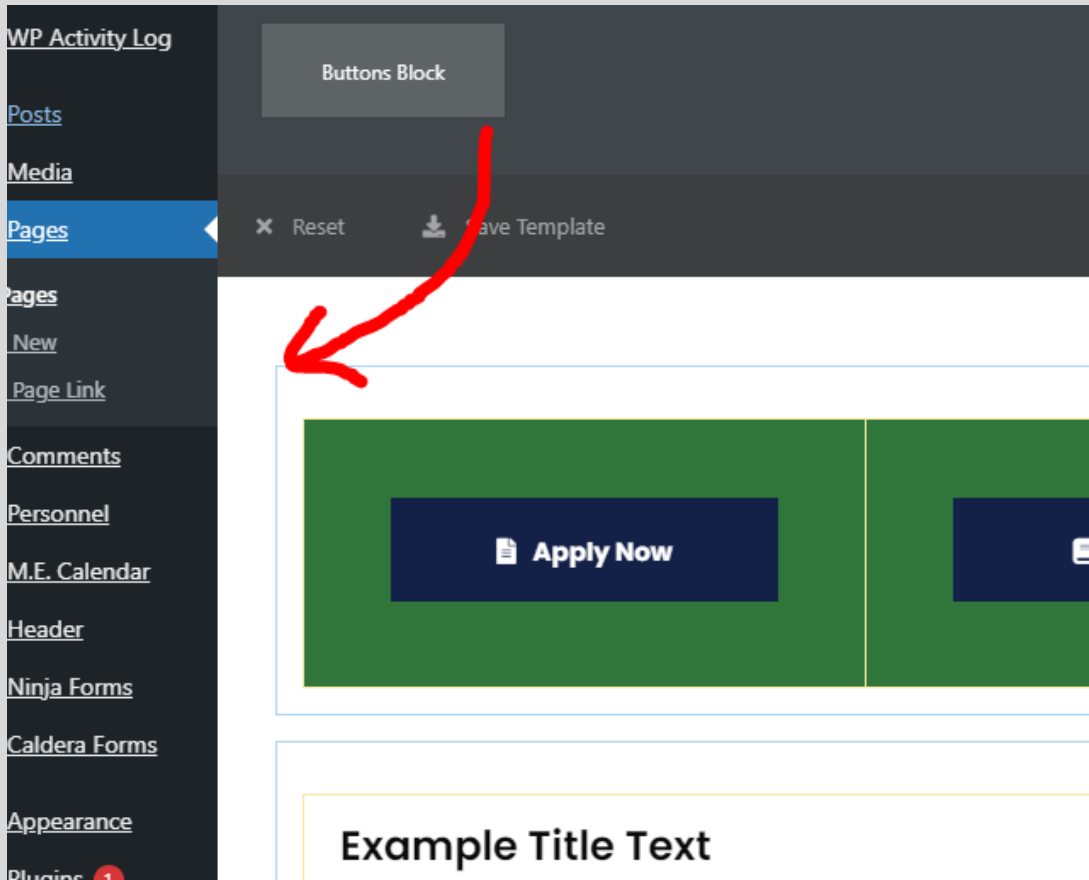 WP Activity Log
Buttons Block
Posts
Media
Pages
Reset
Save Template
Pages
New
Page Link
Comments
Personnel
Apply Now
M.E. Calendar
Header
Ninja Forms
Caldera Forms
Appearance
Example Title Text
Plugins 1